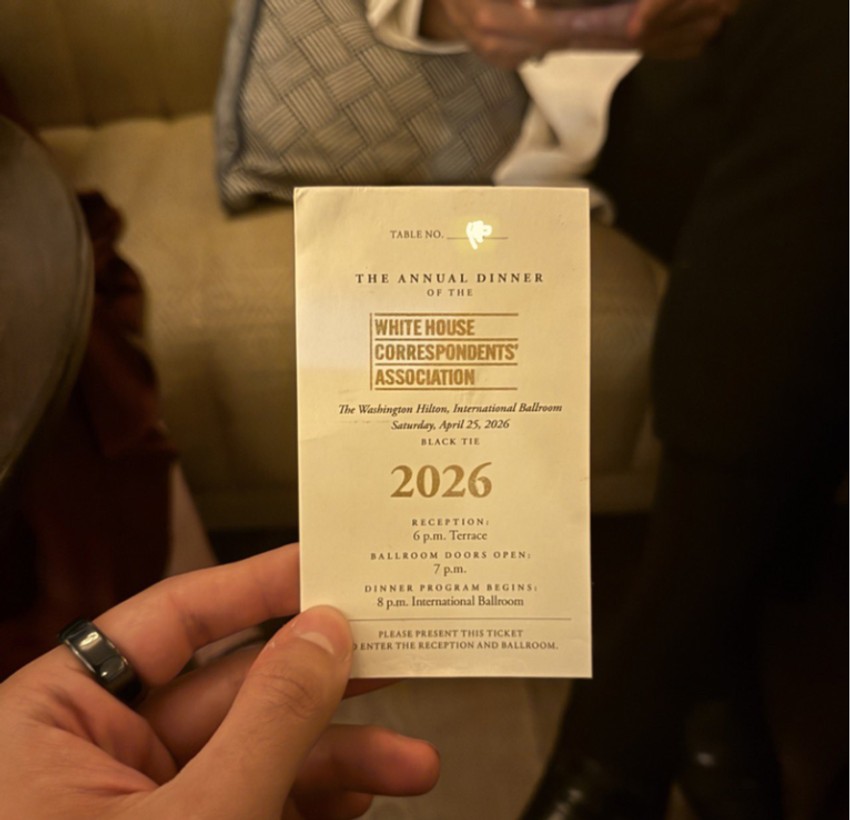 TABLE NO.
THE ANNUAL DINNER
OF THE
WHITE HOUSE
CORRESPONDENTS'
ASSOCIATION
The Washington Hilton, International Ballroom
Saturday, April 25, 2026
BLACK TIE
2026
RECEPTION:
6 p.m. Terrace
BALLROOM DOORS OPEN:
7 p.m.
DINNER PROGRAM BEGINS:
8 p.m. International Ballroom
PLEASE PRESENT THIS TICKET
ENTER THE RECEPTION AND BALLROOM.